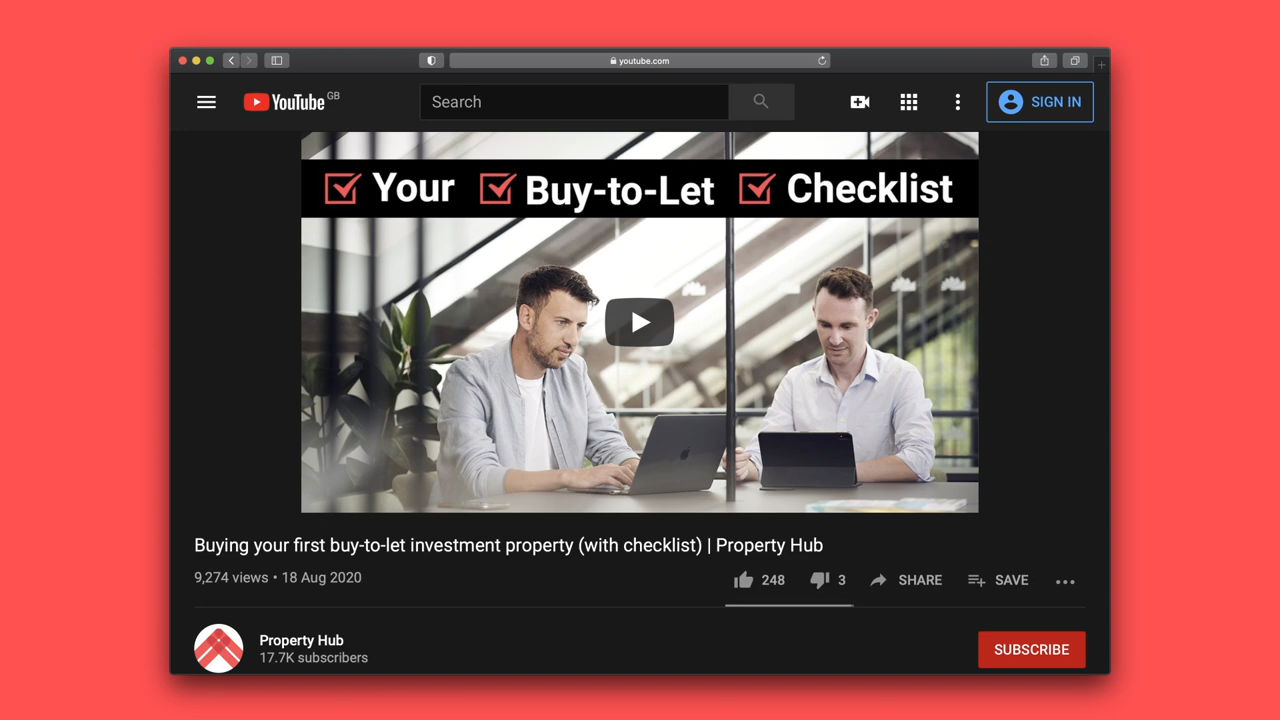 youtube.com
YouTube GB
Search
SIGN IN
Your Buy-to-Let Checklist
Buying your first buy-to-let investment property (with checklist) | Property Hub
9,274 views • 18 Aug 2020
248 3 SHARE SAVE
Property Hub
17.7K subscribers
SUBSCRIBE